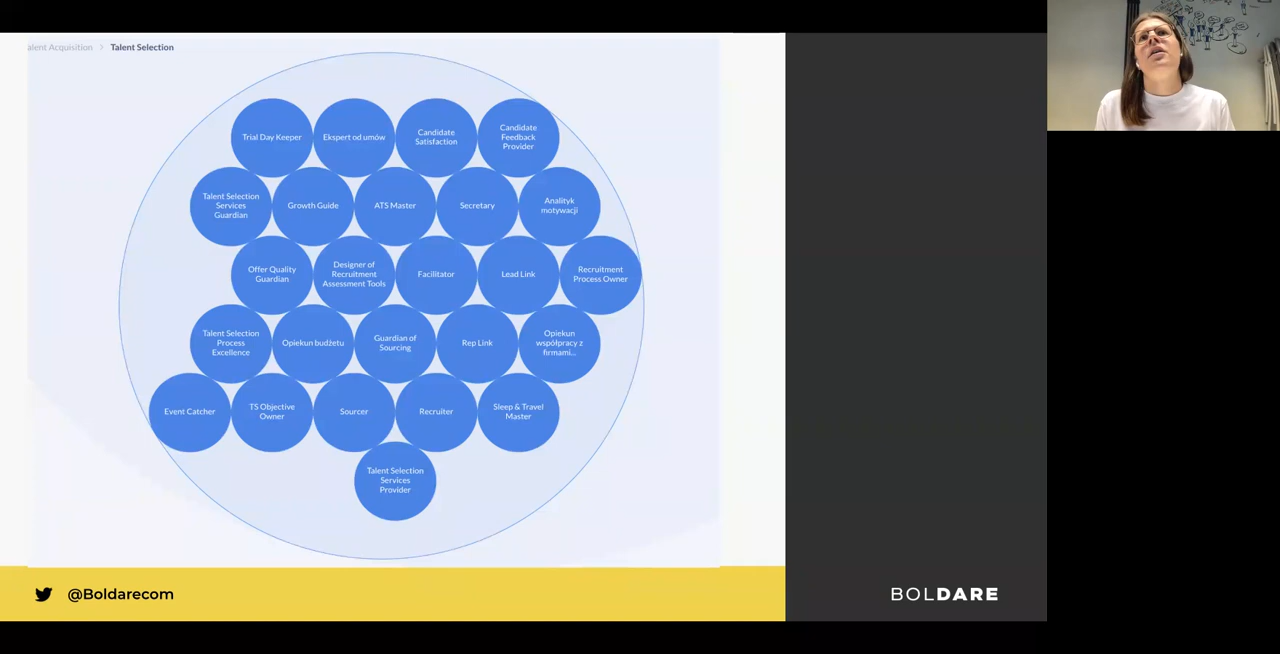 alent Acquisition > Talent Selection
Trial Day Keeper
Ekspert od umów
Candidate
Satisfaction
Candidate
Feedback
Provider
Talent Selection
Services
Guardian
Growth Guide
ATS Master
Secretary
Analityk
motywacji
Offer Quality
Guardian
Designer of
Recruitment
Assessment Tools
Facilitator
Lead Link
Recruitment
Process Owner
Talent Selection
Process
Excellence
Opiekun budżetu
Guardian of
Sourcing
Rep Link
Opiekun
współpracy z
firmami...
Event Catcher
TS Objective
Owner
Sourcer
Recruiter
Sleep & Travel
Master
Talent Selection
Services
Provider
@Boldarecom
BOLDARE